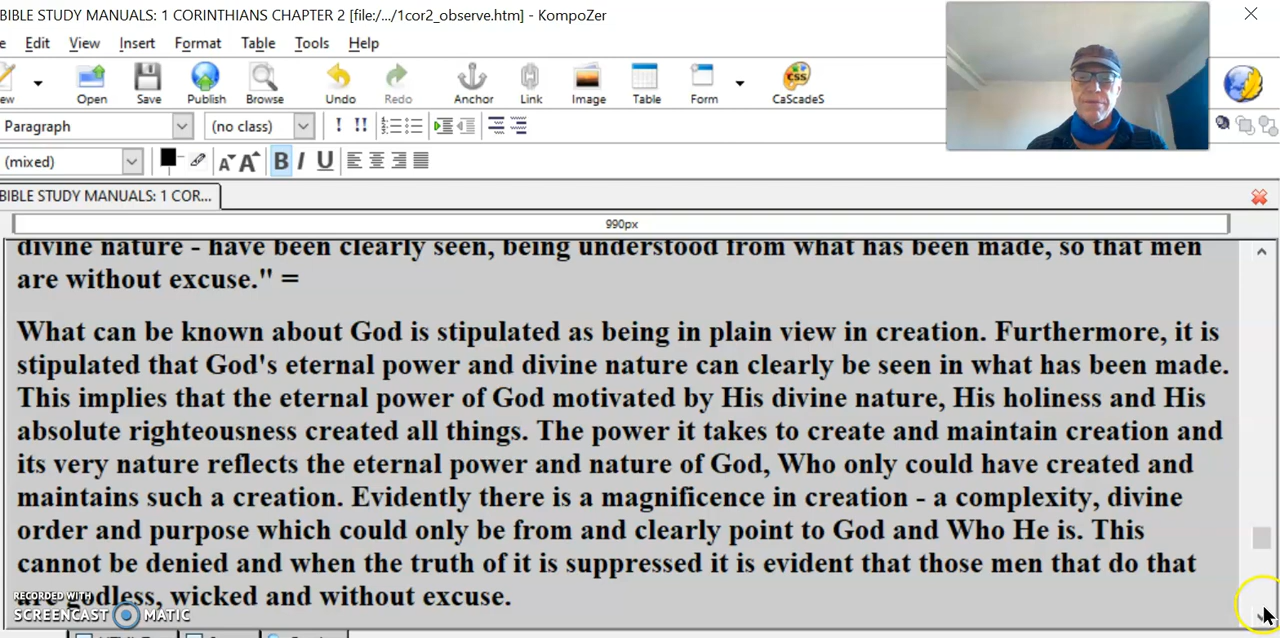 BIBLE STUDY MANUALS: 1 CORINTHIANS CHAPTER 2 [file:/.../1cor2_observe.htm] - KompoZer
e Edit View Insert Format Table Tools Help
ew Open Save Publish Browse Undo Redo Anchor Link Image Table Form CaScadeS
Paragraph (no class) ! !!
(mixed) A A B I U
BIBLE STUDY MANUALS: 1 COR...
990px
divine nature - have been clearly seen, being understood from what has been made, so that men
are without excuse." =
What can be known about God is stipulated as being in plain view in creation. Furthermore, it is
stipulated that God's eternal power and divine nature can clearly be seen in what has been made.
This implies that the eternal power of God motivated by His divine nature, His holiness and His
absolute righteousness created all things. The power it takes to create and maintain creation and
its very nature reflects the eternal power and nature of God, Who only could have created and
maintains such a creation. Evidently there is a magnificence in creation - a complexity, divine
order and purpose which could only be from and clearly point to God and Who He is. This
cannot be denied and when the truth of it is suppressed it is evident that those men that do that
are godless, wicked and without excuse.
RECORDED WITH
SCREENCAST MATIC